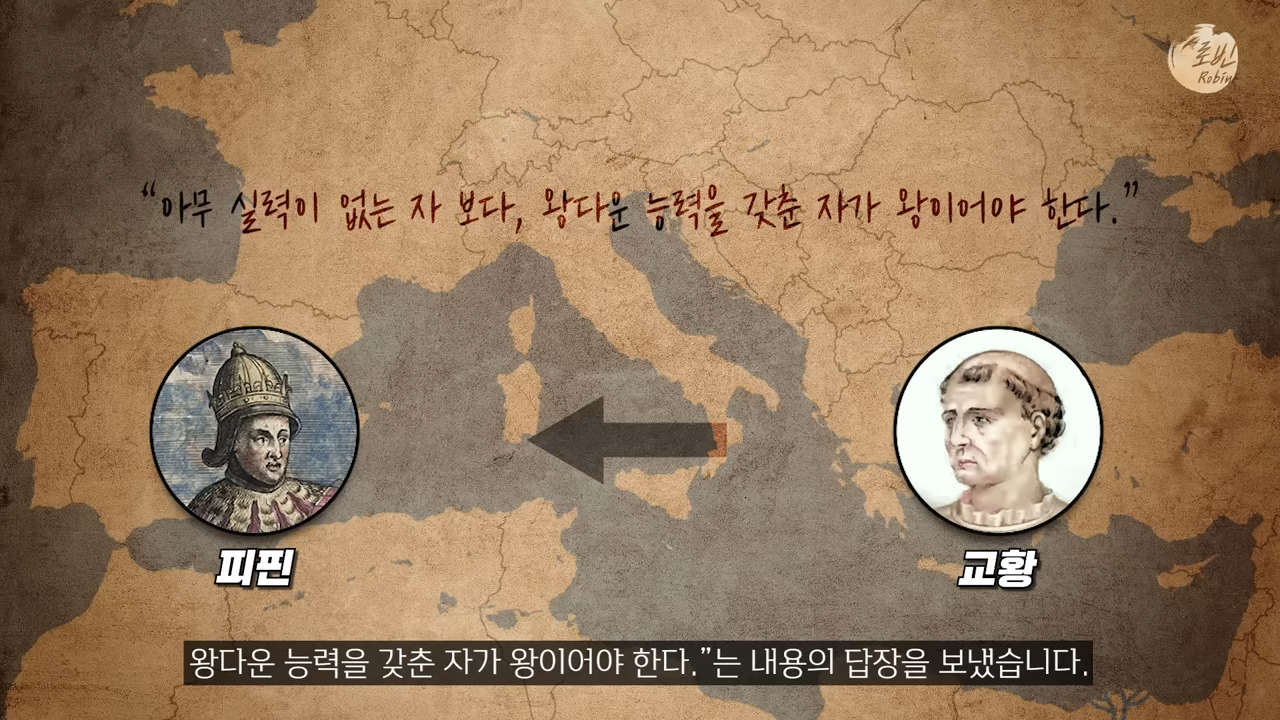 로빈
Robin
“아무 실력이 없는 자 보다, 왕다운 능력을 갖춘 자가 왕이어야 한다.”
피핀
교황
왕다운 능력을 갖춘 자가 왕이어야 한다.”는 내용의 답장을 보냈습니다.